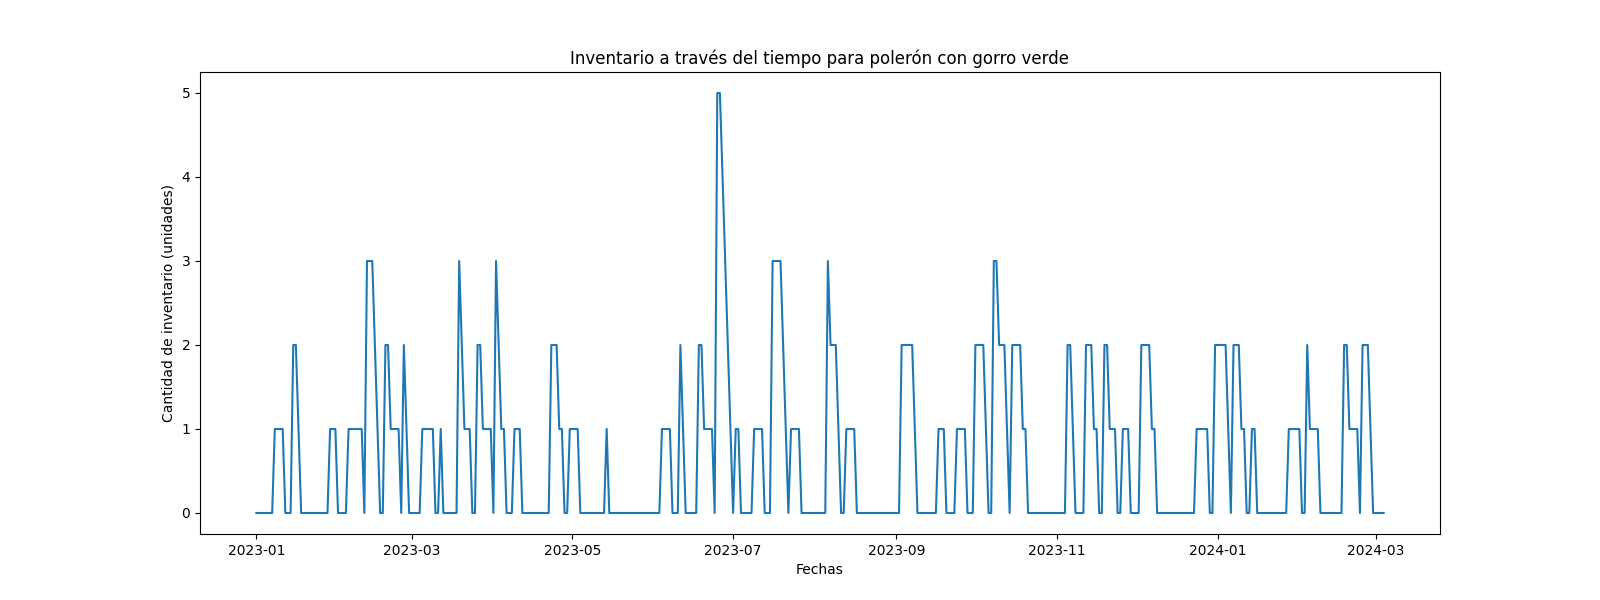 Inventario a través del tiempo para polerón con gorro verde
Cantidad de inventario (unidades)
5
4
3
2
1
0
2023-01 2023-03 2023-05 2023-07 2023-09 2023-11 2024-01 2024-03
Fechas